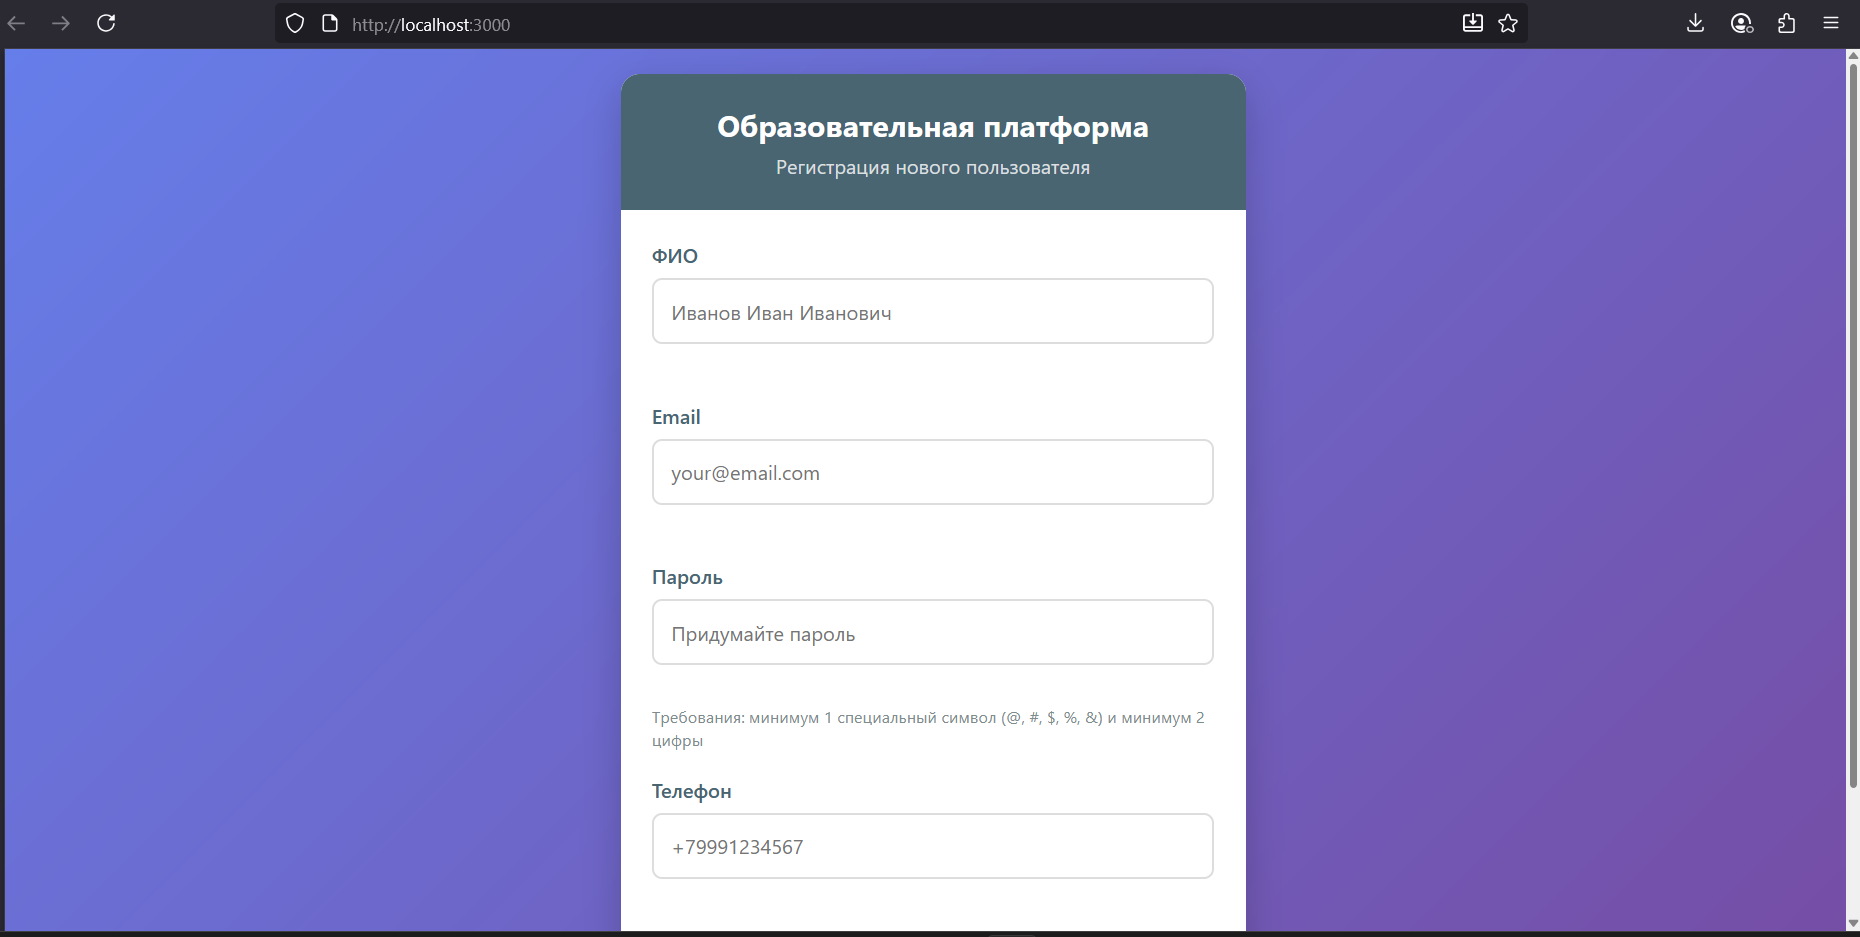 http://localhost:3000
Образовательная платформа
Регистрация нового пользователя
ФИО
Иванов Иван Иванович
Email
your@email.com
Пароль
Придумайте пароль
Требования: минимум 1 специальный символ (@, #, $, %, &) и минимум 2
цифры
Телефон
+79991234567